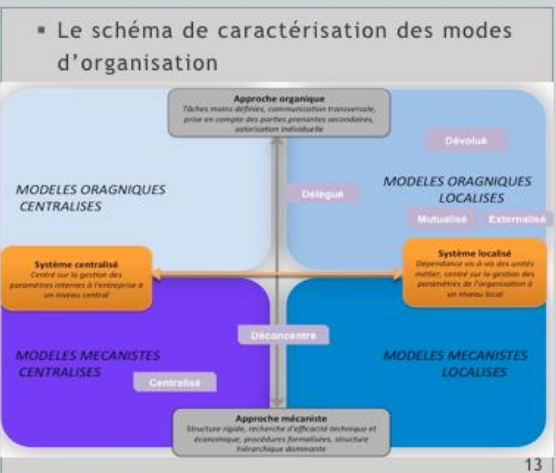 ▪ Le schéma de caractérisation des modes
d’organisation
Approche organique
Tâches moins définies, communication transversale,
prise en compte des parties prenantes secondaires,
valorisation individuelle
Dévolué
MODELES ORAGNIQUES
CENTRALISES
Délégué
MODELES ORAGNIQUES
LOCALISES
Mutualisé
Externalisé
Système centralisé
Centré sur la gestion des
paramètres internes à l'entreprise à
un niveau central
Système localisé
Dépendance vis-à-vis des unités
métier, centré sur la gestion des
paramètres de l'organisation à
un niveau local
Déconcentre
MODELES MECANISTES
CENTRALISES
MODELES MECANISTES
LOCALISES
Centralisé
Approche mécaniste
Structure rigide, recherche d'efficacité technique et
économique, procédures formalisées, structure
hiérarchique dominante
13